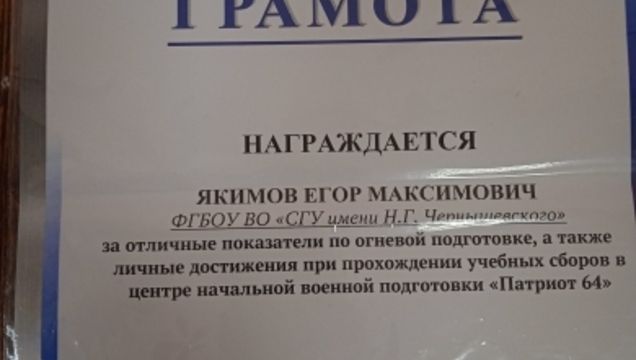 ГРАМОТА
НАГРАЖДАЕТСЯ
ЯКИМОВ ЕГОР МАКСИМОВИЧ
ФГБОУ ВО «СГУ имени Н.Г. Чернышевского»
за отличные показатели по огневой подготовке, а также
личные достижения при прохождении учебных сборов в
центре начальной военной подготовки «Патриот 64»